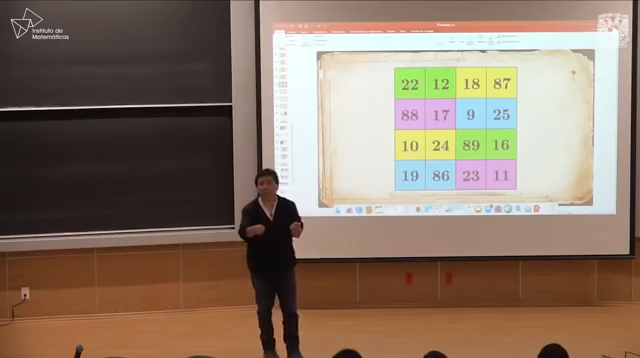 Instituto de
Matemáticas
22 12 18 87
88 17 9 25
10 24 89 16
19 86 23 11